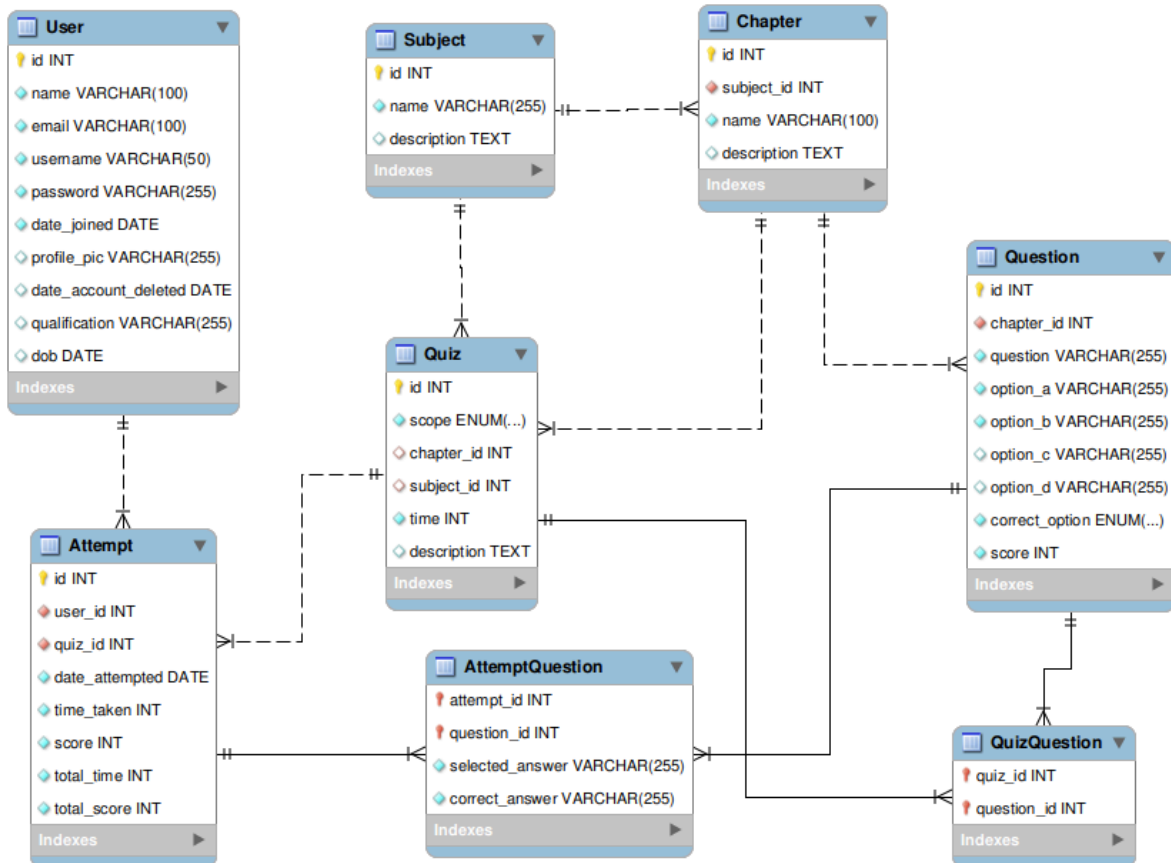 User
id INT
name VARCHAR(100)
email VARCHAR(100)
username VARCHAR(50)
password VARCHAR(255)
date_joined DATE
profile_pic VARCHAR(255)
date_account_deleted DATE
qualification VARCHAR(255)
dob DATE
Indexes
Subject
id INT
name VARCHAR(255)
description TEXT
Indexes
Chapter
id INT
subject_id INT
name VARCHAR(100)
description TEXT
Indexes
Question
id INT
chapter_id INT
question VARCHAR(255)
option_a VARCHAR(255)
option_b VARCHAR(255)
option_c VARCHAR(255)
option_d VARCHAR(255)
correct_option ENUM(...)
score INT
Indexes
Quiz
id INT
scope ENUM(...)
chapter_id INT
subject_id INT
time INT
description TEXT
Indexes
Attempt
id INT
user_id INT
quiz_id INT
date_attempted DATE
time_taken INT
score INT
total_time INT
total_score INT
Indexes
AttemptQuestion
attempt_id INT
question_id INT
selected_answer VARCHAR(255)
correct_answer VARCHAR(255)
Indexes
QuizQuestion
quiz_id INT
question_id INT
Indexes